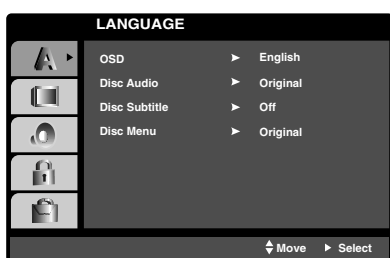 LANGUAGE
A
OSD ► English
Disc Audio ► Original
Disc Subtitle ► Off
Disc Menu ► Original
Move ► Select